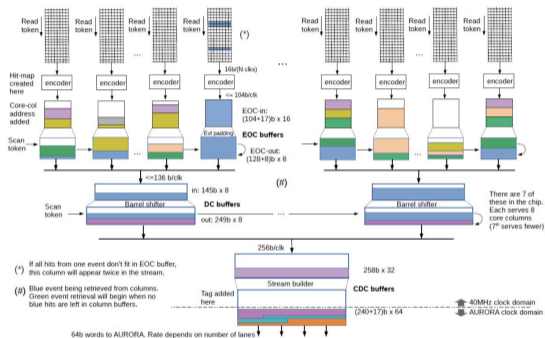 Read token
Read token
Read token
Read token
Read token
Read token
(*)
...
...
...
16b/(N clks)
Hit-map created here
encoder
encoder
encoder
encoder
encoder
encoder
encoder
encoder
<= 104b/clk
Core-col address added
EOC-in:
(104+17)b x 16
Evt padding
EOC buffers
Scan token
EOC-out:
(128+8)b x 8
...
...
<=136 b/clk
(#)
in: 145b x 8
Barrel shifter
DC buffers
Scan token
out: 249b x 8
...
Barrel shifter
There are 7 of
these in the chip.
Each serves 8
core columns
(7th serves fewer)
256b/clk
(*) If all hits from one event don't fit in EOC buffer,
this column will appear twice in the stream.
258b x 32
Stream builder
(#) Blue event being retrieved from columns.
Green event retrieval will begin when no
blue hits are left in column buffers.
Tag added
here
CDC buffers
40MHz clock domain
(240+17)b x 64
AURORA clock domain
64b words to AURORA. Rate depends on number of lanes